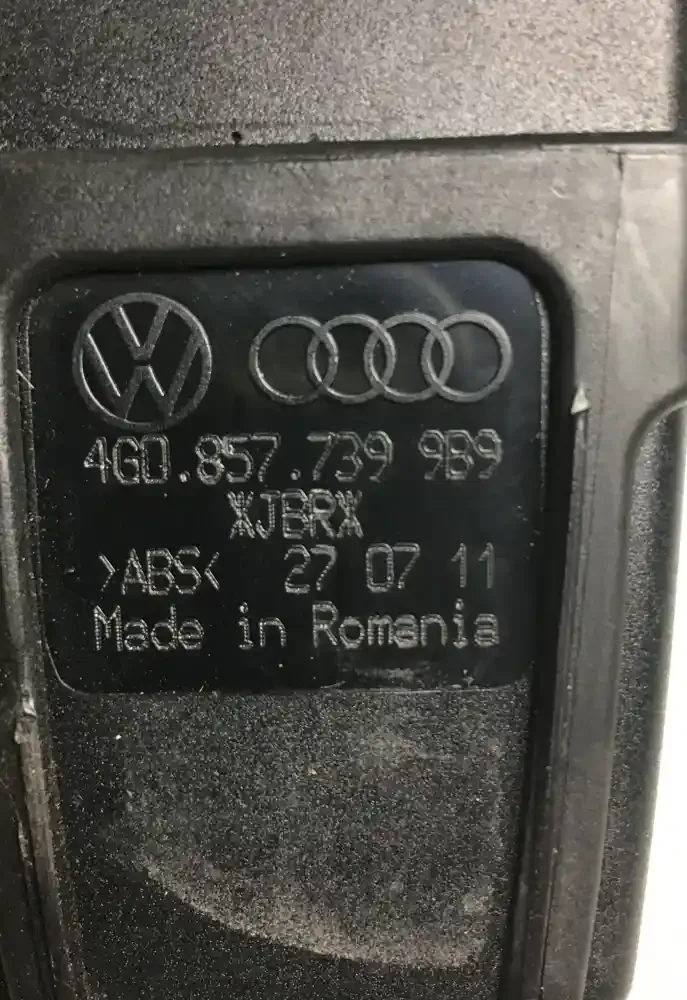 4G0.857.739 9B9
XJBRX
>ABS< 27 07 11
Made in Romania